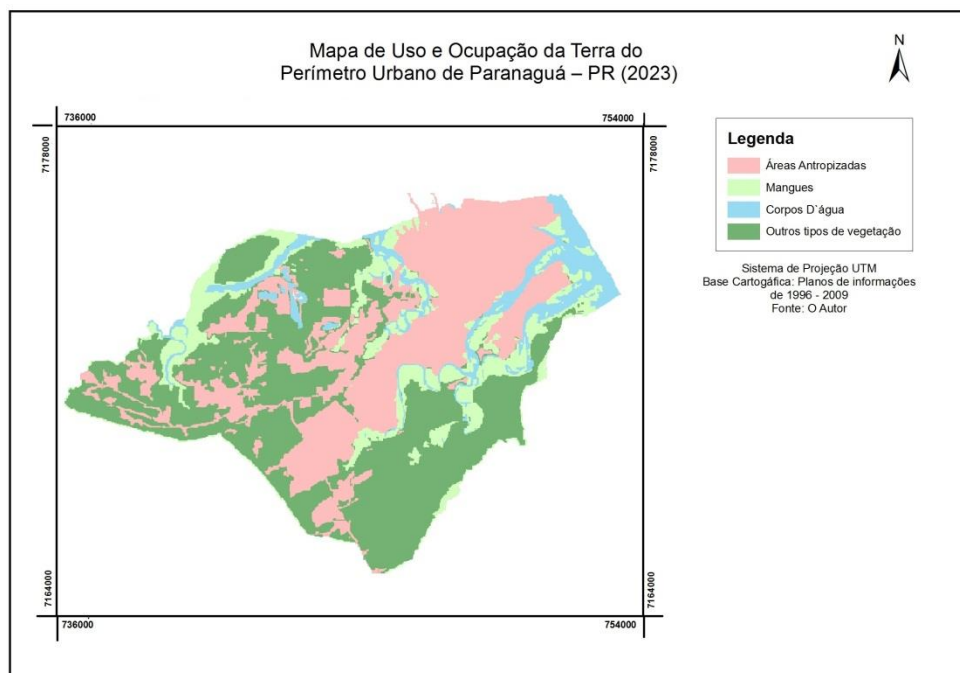 Mapa de Uso e Ocupação da Terra do
Perímetro Urbano de Paranaguá – PR (2023)
N
736000
754000
7178000
7178000
Legenda
Áreas Antropizadas
Mangues
Corpos D`água
Outros tipos de vegetação
Sistema de Projeção UTM
Base Cartogáfica: Planos de informações
de 1996 - 2009
Fonte: O Autor
7164000
7164000
736000
754000